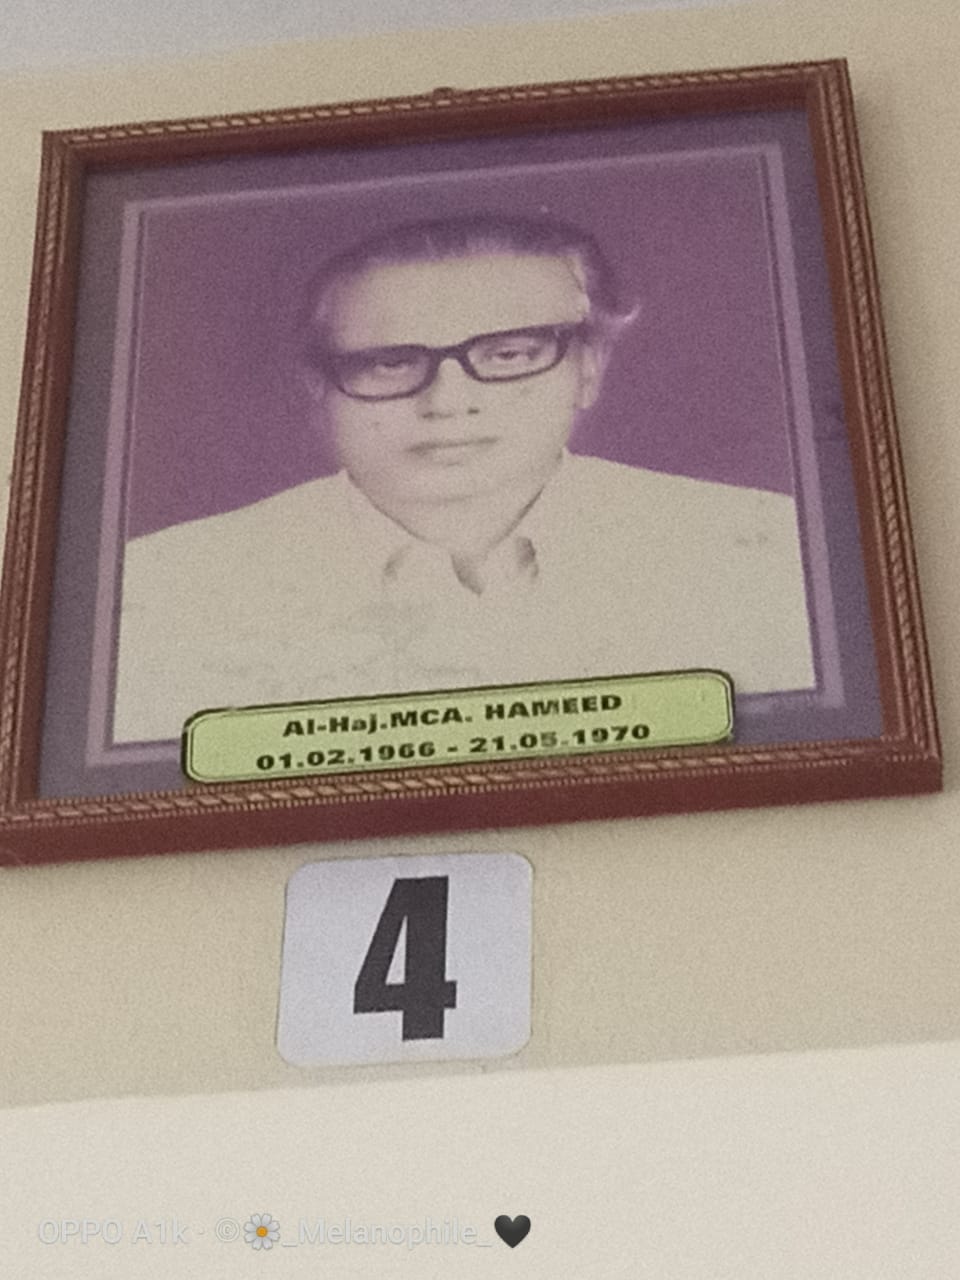 Al-Haj.MCA. HAMEED
01.02.1966 - 21.05.1970
4
OPPO A1k · ©🌼_Melanophile_🖤